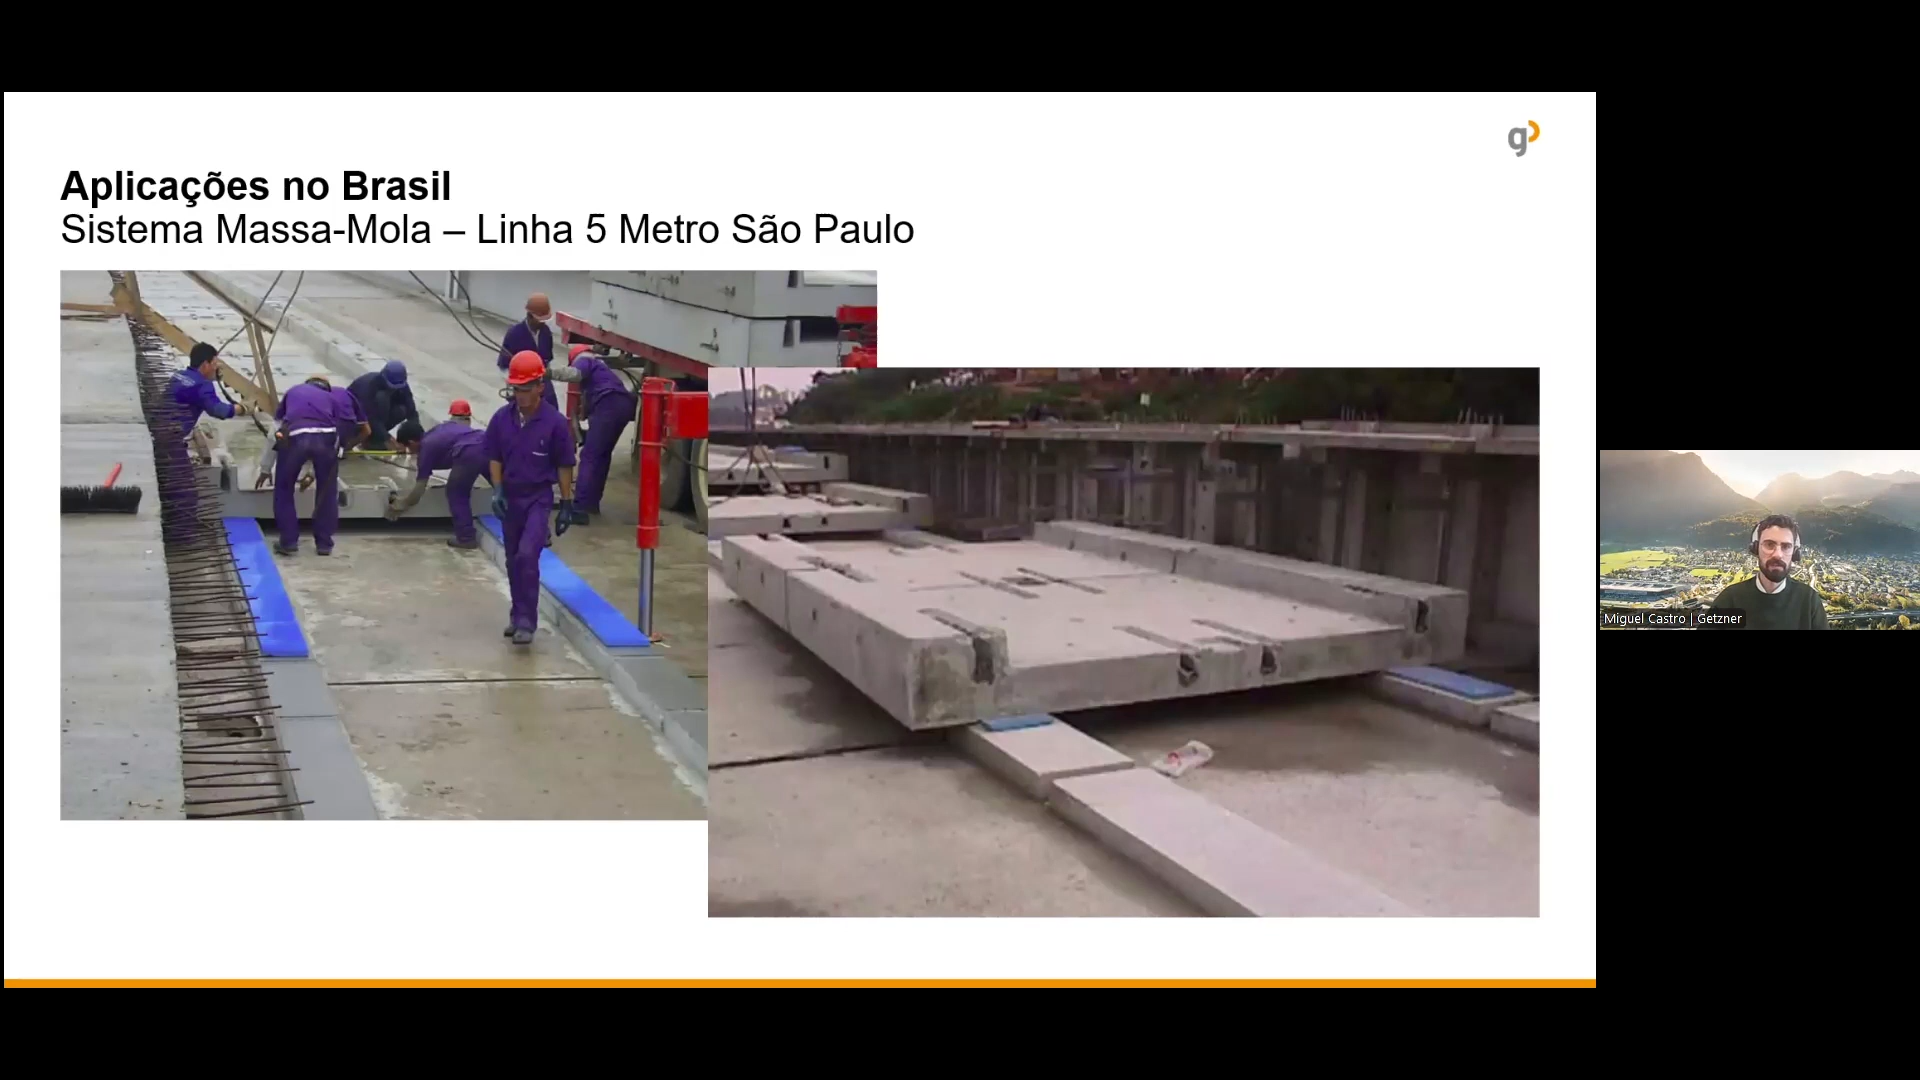 g
Aplicações no Brasil
Sistema Massa-Mola – Linha 5 Metro São Paulo
Miguel Castro | Getzner